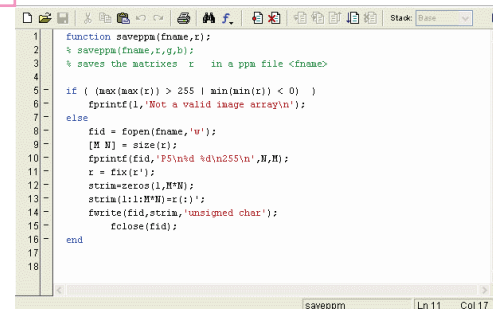 Stack: Base
1 function saveppm(fname,r);
2 % saveppm(fname,r,g,b);
3 % saves the matrixes r in a ppm file <fname>
4
5 if ( (max(max(r)) > 255 | min(min(r)) < 0) )
6 fprintf(1,'Not a valid image array\n');
7 else
8 fid = fopen(fname,'w');
9 [M N] = size(r);
10 fprintf(fid,'P5\n%d %d\n255\n',N,M);
11 r = fix(r');
12 strim=zeros(1,M*N);
13 strim(1:1:M*N)=r(:)';
14 fwrite(fid,strim,'unsigned char');
15 fclose(fid);
16 end
17
18
saveppm Ln 11 Col 17